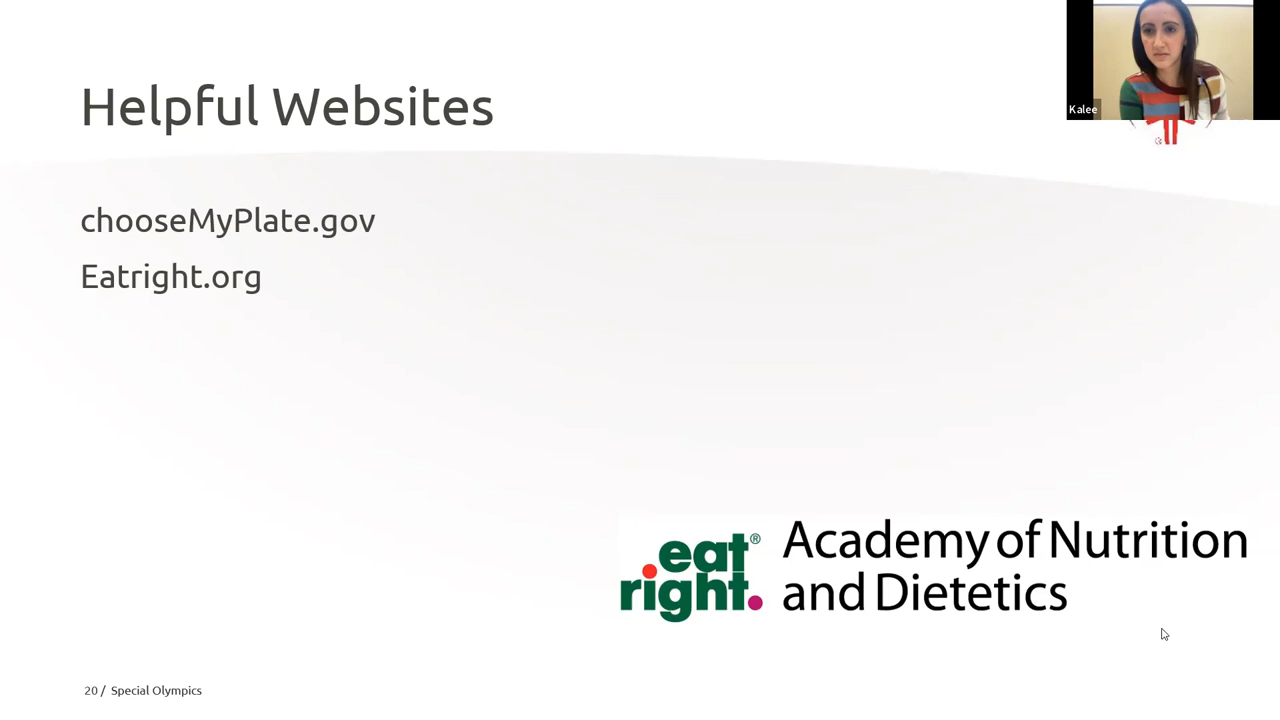 Helpful Websites
Kalee
chooseMyPlate.gov
Eatright.org
eat®
right.
Academy of Nutrition
and Dietetics
20 / Special Olympics